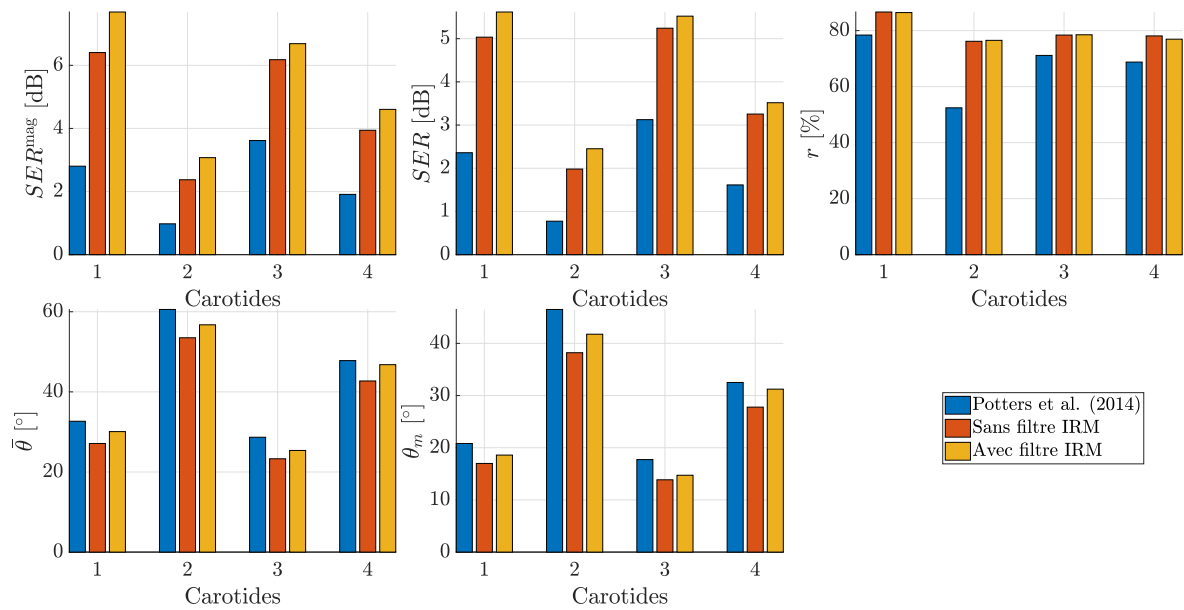 SER^mag [dB]
6
4
2
0
1 2 3 4
Carotides
SER [dB]
5
4
3
2
1
0
1 2 3 4
Carotides
r [%]
80
60
40
20
0
1 2 3 4
Carotides
θ̄ [°]
60
40
20
0
1 2 3 4
Carotides
θm [°]
40
30
20
10
0
1 2 3 4
Carotides
Potters et al. (2014)
Sans filtre IRM
Avec filtre IRM